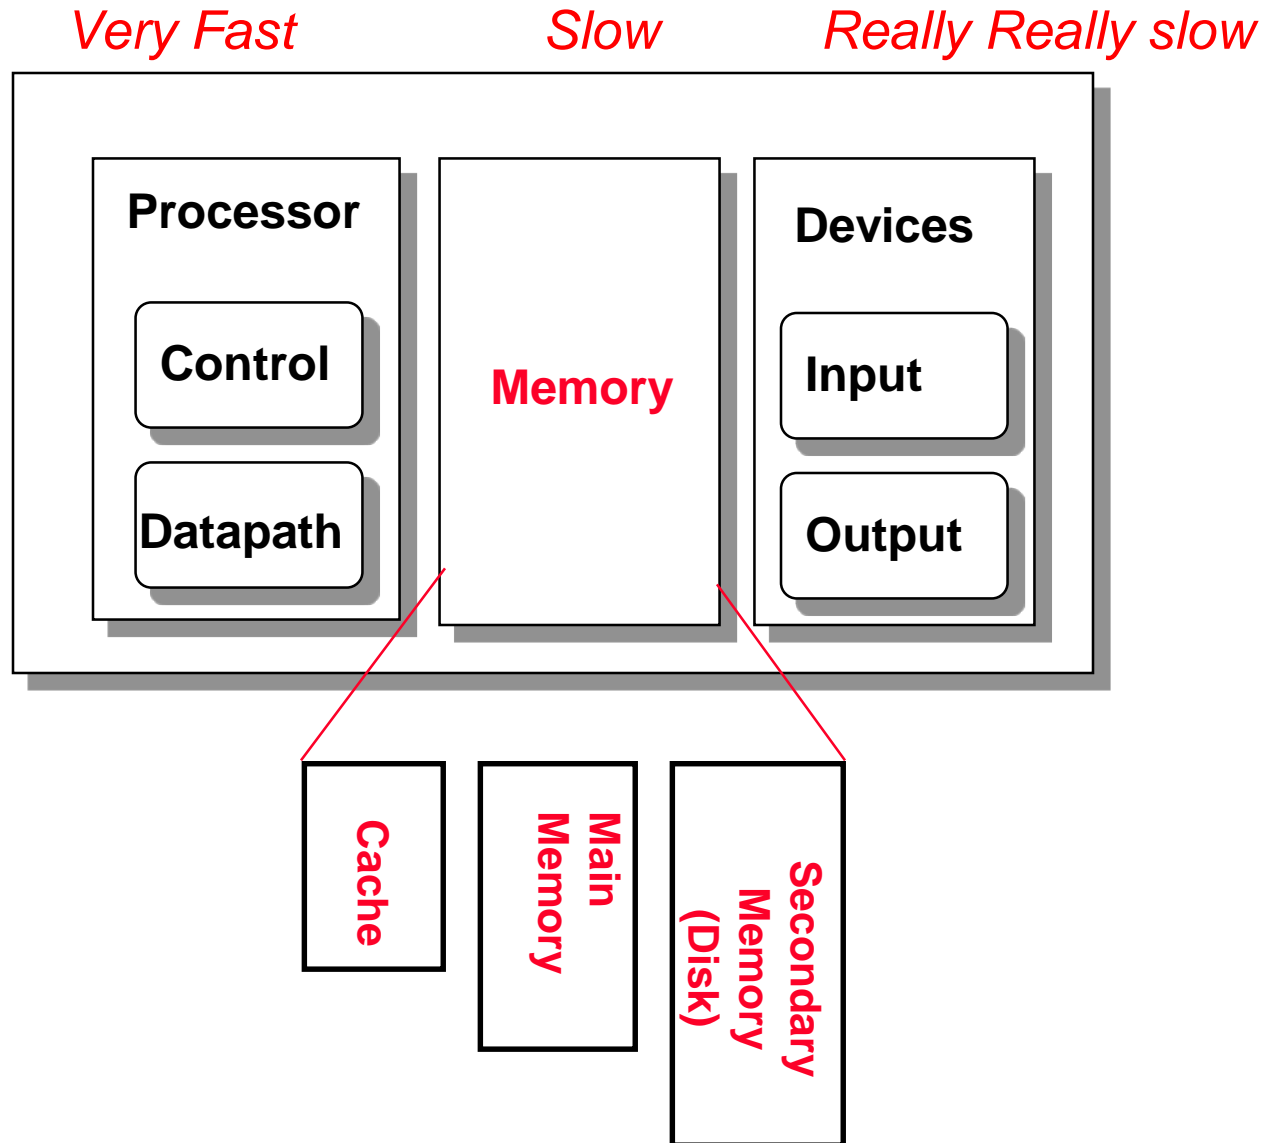 Very Fast
Slow
Really Really slow
Processor
Control
Datapath
Memory
Devices
Input
Output
Cache
Main
Memory
Secondary
Memory
(Disk)